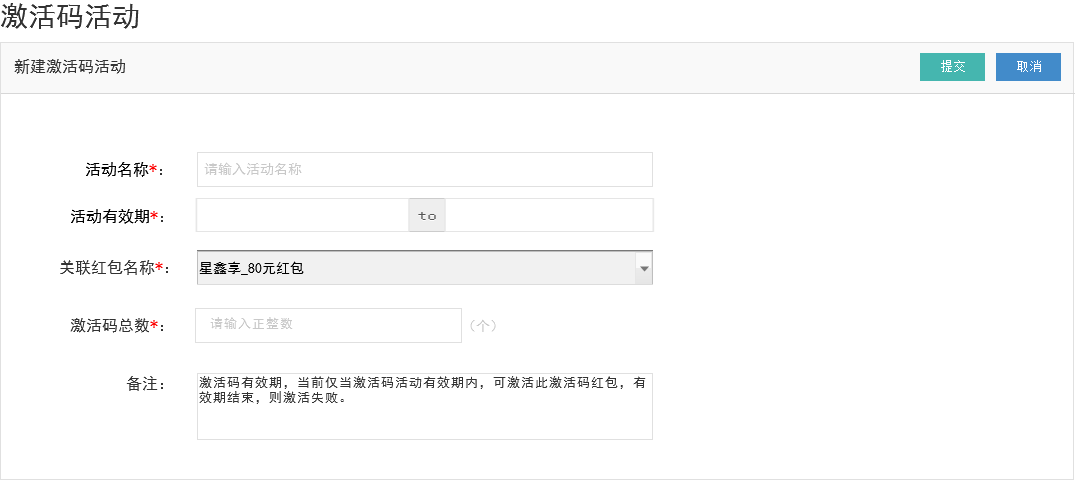 激活码活动
新建激活码活动
提交
取消
活动名称*：
请输入活动名称
活动有效期*：
to
关联红包名称*：
星鑫享_80元红包
激活码总数*：
请输入正整数
（个）
备注：
激活码有效期，当前仅当激活码活动有效期内，可激活此激活码红包，有
效期结束，则激活失败。